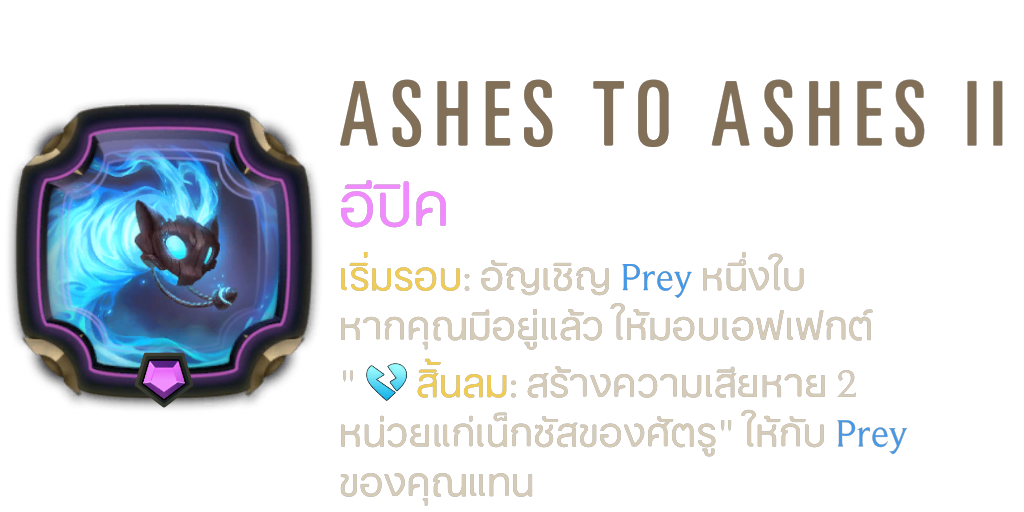 ASHES TO ASHES II
อีปิค
เริ่มรอบ: อัญเชิญ Prey หนึ่งใบ
หากคุณมีอยู่แล้ว ให้มอบเอฟเฟกต์
" 💔 สิ้นลม: สร้างความเสียหาย 2
หน่วยแก่เน็กซัสของศัตรู" ให้กับ Prey
ของคุณแทน